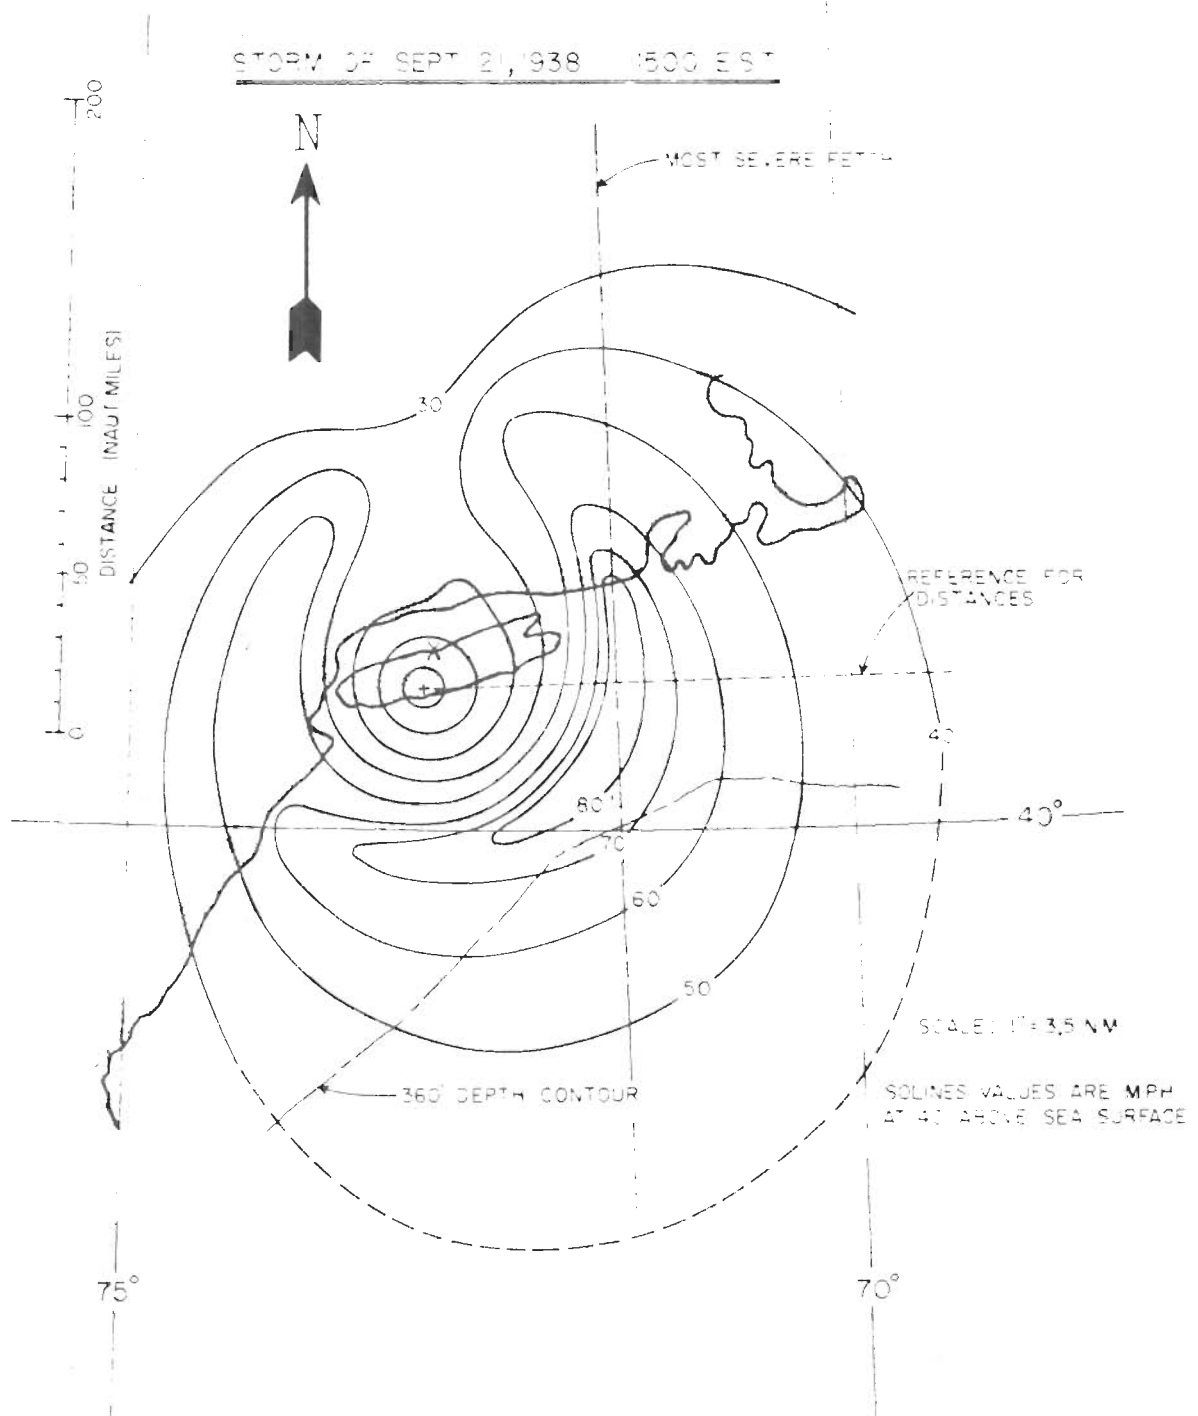 STORM OF SEPT 21, 1938 1500 EST
200
N
MOST SEVERE FETCH
100
DISTANCE (NAUT MILES)
30
50
REFERENCE FOR
DISTANCES
0
40
80
40°
70
60
50
SCALE: 1" = 3.5 NM
360' DEPTH CONTOUR
ISOLINES VALUES ARE MPH
AT 40' ABOVE SEA SURFACE
75°
70°